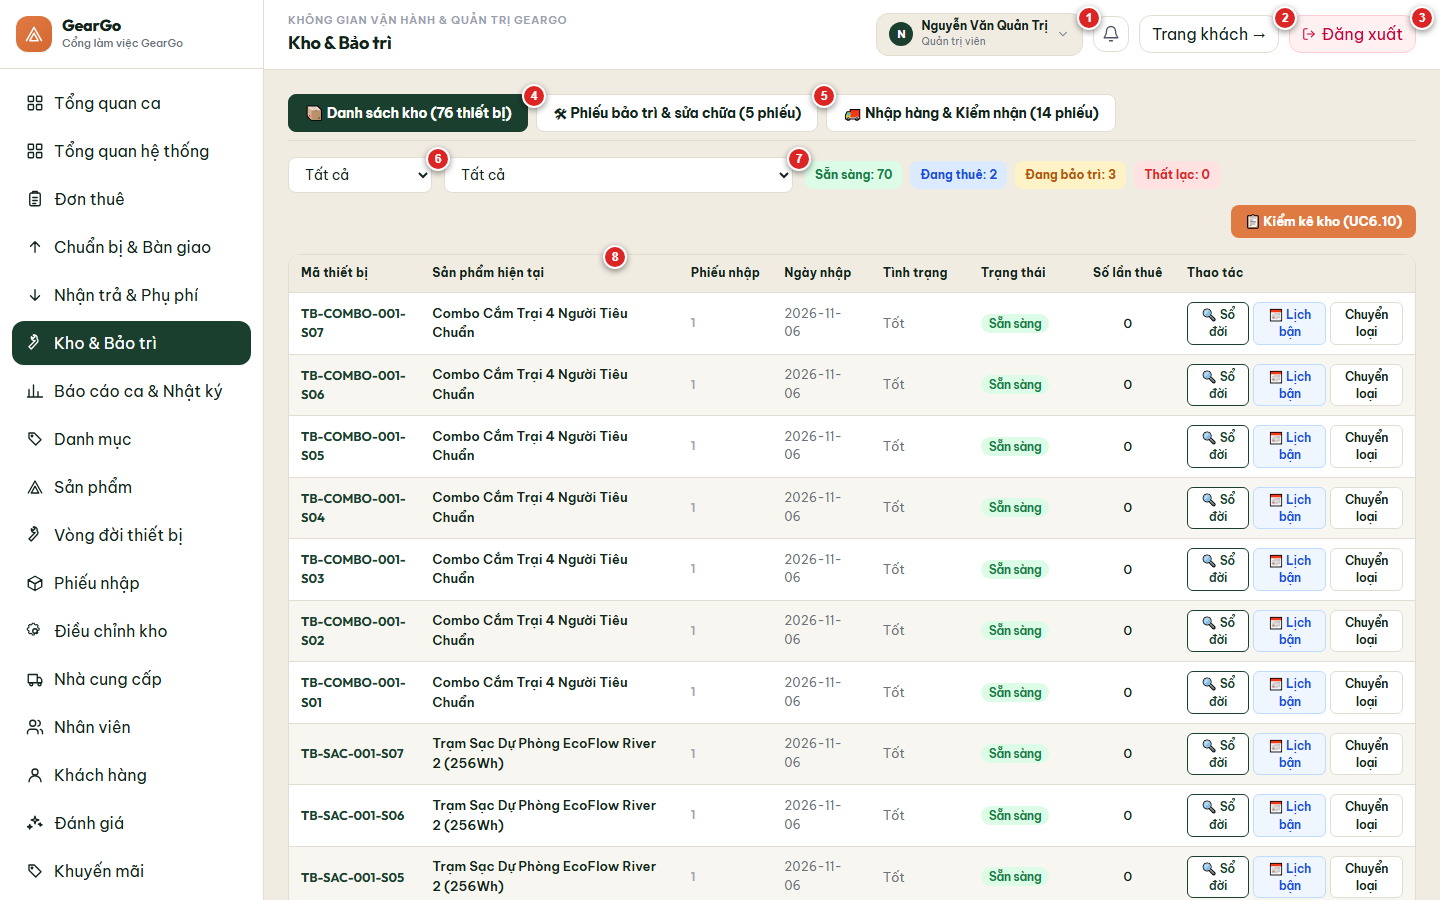 GearGo
Cổng làm việc GearGo
KHÔNG GIAN VẬN HÀNH & QUẢN TRỊ GEARGO
Kho & Bảo trì
N
Nguyễn Văn Quản Trị
Quản trị viên
1
Trang khách →
2
Đăng xuất
3
Tổng quan ca
Tổng quan hệ thống
Đơn thuê
Chuẩn bị & Bàn giao
Nhận trả & Phụ phí
Kho & Bảo trì
Báo cáo ca & Nhật ký
Danh mục
Sản phẩm
Vòng đời thiết bị
Phiếu nhập
Điều chỉnh kho
Nhà cung cấp
Nhân viên
Khách hàng
Đánh giá
Khuyến mãi
Danh sách kho (76 thiết bị)
4
Phiếu bảo trì & sửa chữa (5 phiếu)
5
Nhập hàng & Kiểm nhận (14 phiếu)
Tất cả
6
Tất cả
7
Sẵn sàng: 70
Đang thuê: 2
Đang bảo trì: 3
Thất lạc: 0
Kiểm kê kho (UC6.10)
8
Mã thiết bị Sản phẩm hiện tại Phiếu nhập Ngày nhập Tình trạng Trạng thái Số lần thuê Thao tác
TB-COMBO-001-S07 Combo Cắm Trại 4 Người Tiêu Chuẩn 1 2026-11-06 Tốt Sẵn sàng 0 Sổ đời Lịch bận Chuyển loại
TB-COMBO-001-S06 Combo Cắm Trại 4 Người Tiêu Chuẩn 1 2026-11-06 Tốt Sẵn sàng 0 Sổ đời Lịch bận Chuyển loại
TB-COMBO-001-S05 Combo Cắm Trại 4 Người Tiêu Chuẩn 1 2026-11-06 Tốt Sẵn sàng 0 Sổ đời Lịch bận Chuyển loại
TB-COMBO-001-S04 Combo Cắm Trại 4 Người Tiêu Chuẩn 1 2026-11-06 Tốt Sẵn sàng 0 Sổ đời Lịch bận Chuyển loại
TB-COMBO-001-S03 Combo Cắm Trại 4 Người Tiêu Chuẩn 1 2026-11-06 Tốt Sẵn sàng 0 Sổ đời Lịch bận Chuyển loại
TB-COMBO-001-S02 Combo Cắm Trại 4 Người Tiêu Chuẩn 1 2026-11-06 Tốt Sẵn sàng 0 Sổ đời Lịch bận Chuyển loại
TB-COMBO-001-S01 Combo Cắm Trại 4 Người Tiêu Chuẩn 1 2026-11-06 Tốt Sẵn sàng 0 Sổ đời Lịch bận Chuyển loại
TB-SAC-001-S07 Trạm Sạc Dự Phòng EcoFlow River 2 (256Wh) 1 2026-11-06 Tốt Sẵn sàng 0 Sổ đời Lịch bận Chuyển loại
TB-SAC-001-S06 Trạm Sạc Dự Phòng EcoFlow River 2 (256Wh) 1 2026-11-06 Tốt Sẵn sàng 0 Sổ đời Lịch bận Chuyển loại
TB-SAC-001-S05 Trạm Sạc Dự Phòng EcoFlow River 2 (256Wh) 1 2026-11-06 Tốt Sẵn sàng 0 Sổ đời Lịch bận Chuyển loại